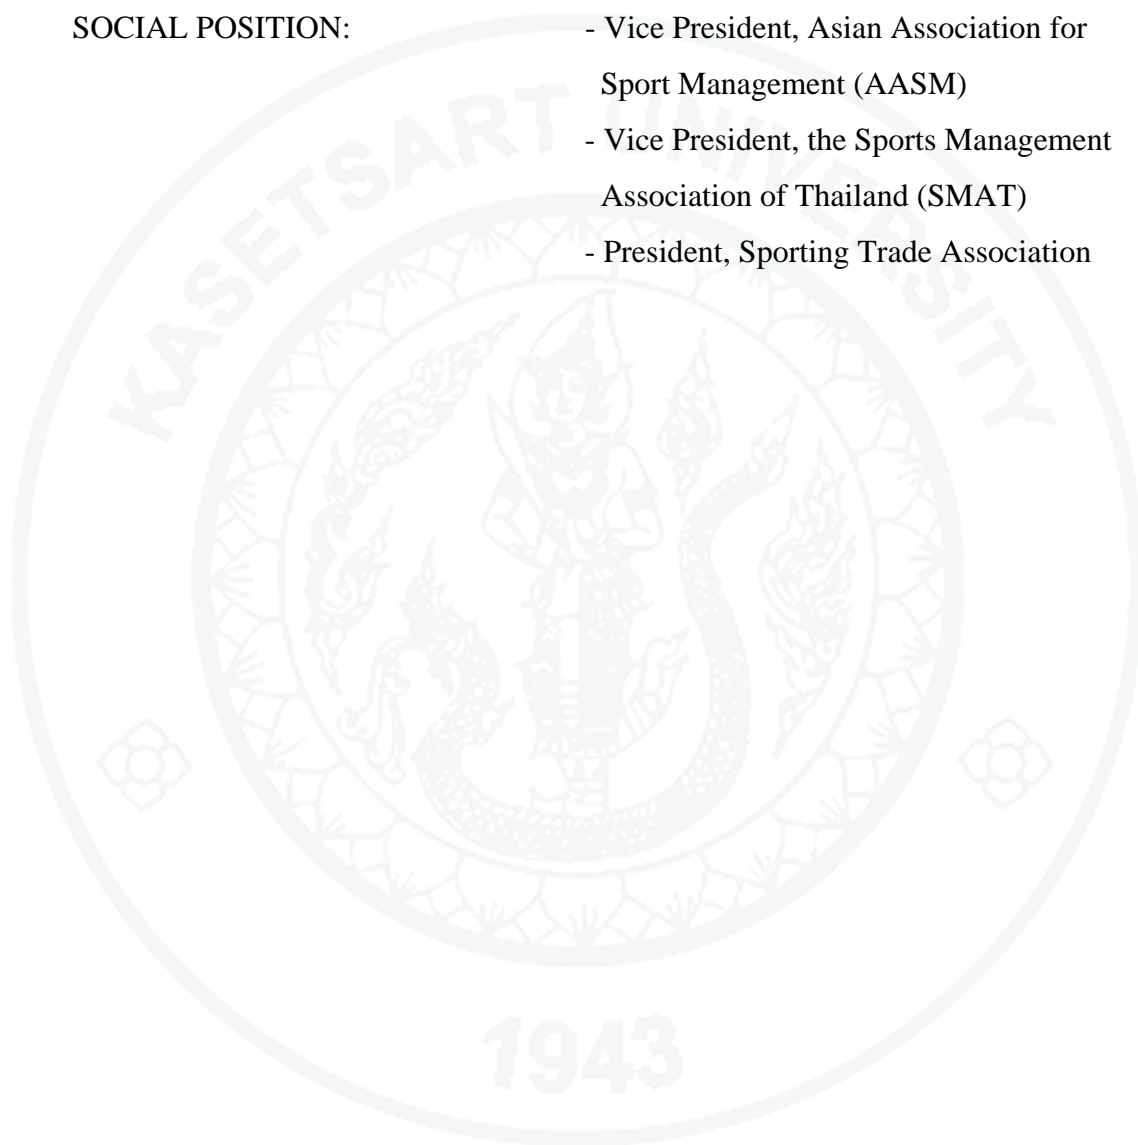 SOCIAL POSITION: - Vice President, Asian Association for
Sport Management (AASM)
- Vice President, the Sports Management
Association of Thailand (SMAT)
- President, Sporting Trade Association
KASETSART UNIVERSITY
1943